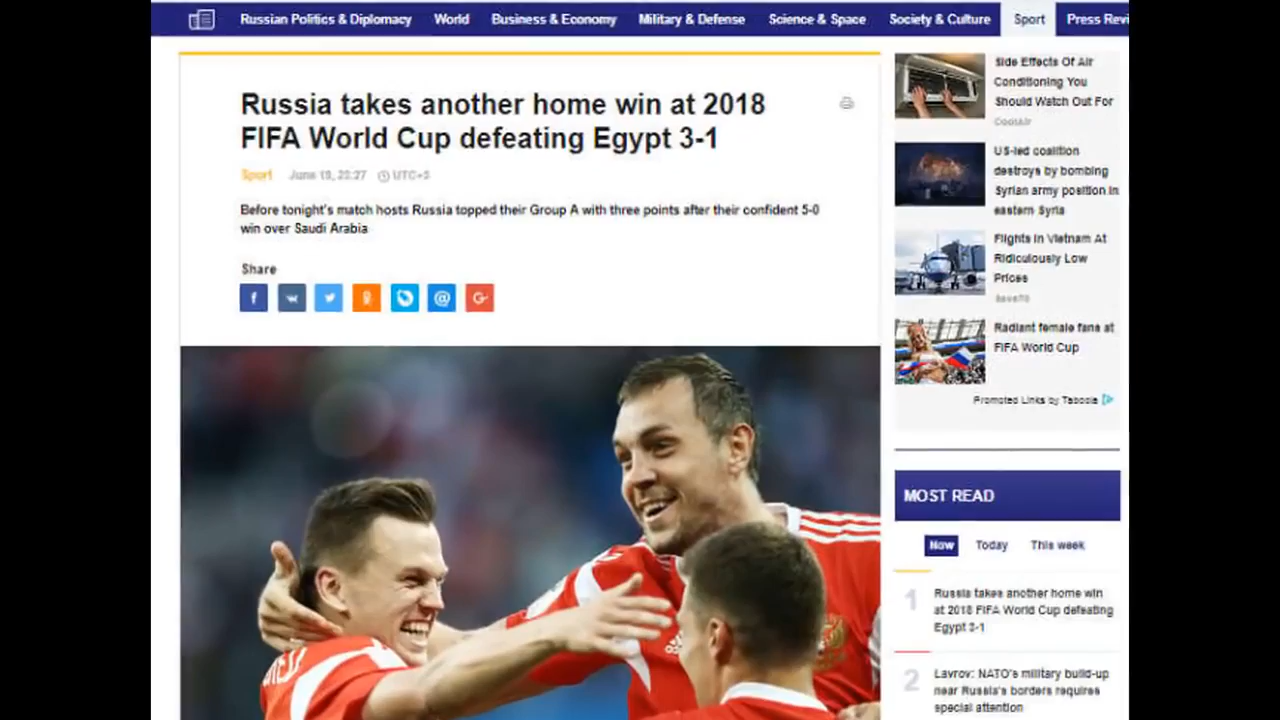 Russian Politics & Diplomacy World Business & Economy Military & Defense Science & Space Society & Culture Sport Press Revi
Russia takes another home win at 2018
FIFA World Cup defeating Egypt 3-1
Sport June 19, 23:27 UTC+3
Before tonight's match hosts Russia topped their Group A with three points after their confident 5-0
win over Saudi Arabia
Share
Side Effects Of Air
Conditioning You
Should Watch Out For
CoolAir
US-led coalition
destroys by bombing
Syrian army position in
eastern Syria
Flights in Vietnam At
Ridiculously Low
Prices
Radiant female fans at
FIFA World Cup
Promoted Links by Taboola
MOST READ
Now Today This week
1
Russia takes another home win
at 2018 FIFA World Cup defeating
Egypt 3-1
2
Lavrov: NATO's military build-up
near Russia's borders requires
special attention